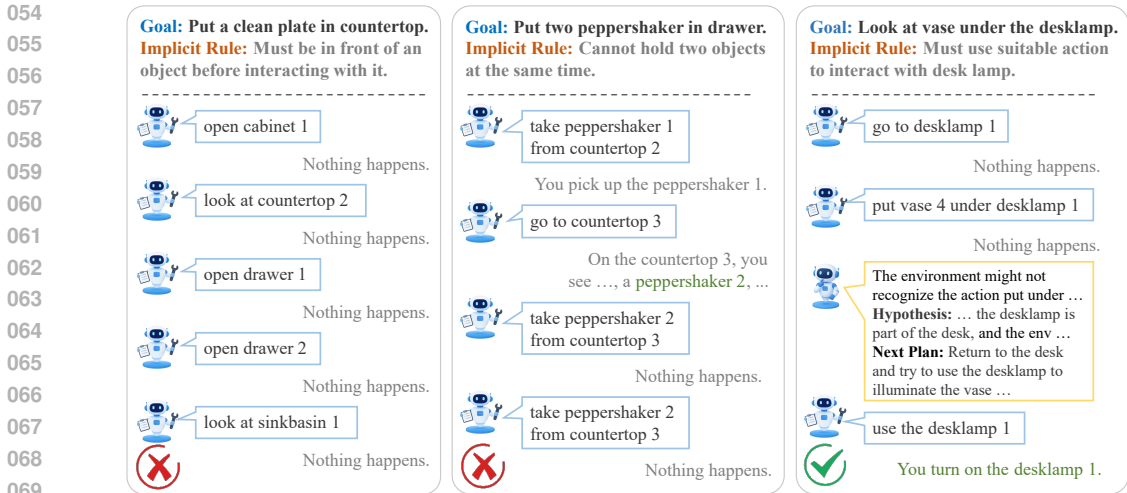 054
055
056
057
058
059
060
061
062
063
064
065
066
067
068
069
Goal: Put a clean plate in countertop.
Implicit Rule: Must be in front of an
object before interacting with it.
open cabinet 1
Nothing happens.
look at countertop 2
Nothing happens.
open drawer 1
Nothing happens.
open drawer 2
Nothing happens.
look at sinkbasin 1
Nothing happens.
Goal: Put two peppershaker in drawer.
Implicit Rule: Cannot hold two objects
at the same time.
take peppershaker 1
from countertop 2
You pick up the peppershaker 1.
go to countertop 3
On the countertop 3, you
see …, a peppershaker 2, ...
take peppershaker 2
from countertop 3
Nothing happens.
take peppershaker 2
from countertop 3
Nothing happens.
Goal: Look at vase under the desklamp.
Implicit Rule: Must use suitable action
to interact with desk lamp.
go to desklamp 1
Nothing happens.
put vase 4 under desklamp 1
Nothing happens.
The environment might not
recognize the action put under …
Hypothesis: … the desklamp is
part of the desk, and the env …
Next Plan: Return to the desk
and try to use the desklamp to
illuminate the vase …
use the desklamp 1
You turn on the desklamp 1.